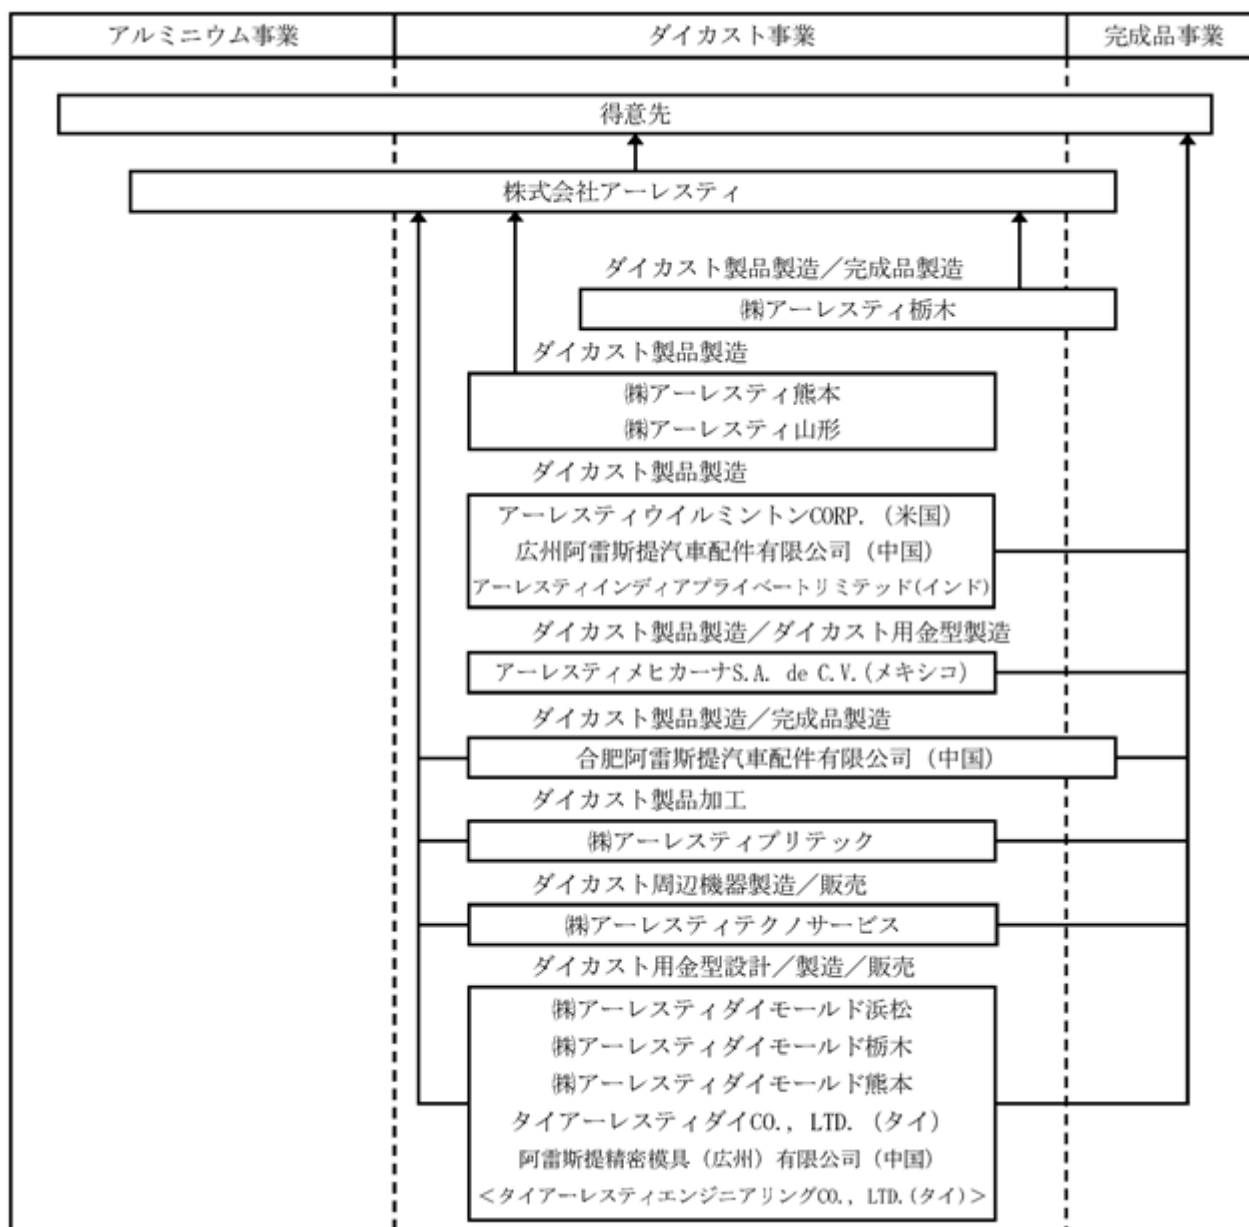 アルミニウム事業
ダイカスト事業
完成品事業
得意先
株式会社アーレスティ
ダイカスト製品製造／完成品製造
㈱アーレスティ栃木
ダイカスト製品製造
㈱アーレスティ熊本
㈱アーレスティ山形
ダイカスト製品製造
アーレスティウイルミントンCORP.（米国）
広州阿雷斯提汽車配件有限公司（中国）
アーレスティインディアプライベートリミテッド(インド)
ダイカスト製品製造／ダイカスト用金型製造
アーレスティメヒカーナS.A. de C.V.(メキシコ)
ダイカスト製品製造／完成品製造
合肥阿雷斯提汽車配件有限公司（中国）
ダイカスト製品加工
㈱アーレスティプリテック
ダイカスト周辺機器製造／販売
㈱アーレスティテクノサービス
ダイカスト用金型設計／製造／販売
㈱アーレスティダイモールド浜松
㈱アーレスティダイモールド栃木
㈱アーレスティダイモールド熊本
タイアーレスティダイCO., LTD.（タイ）
阿雷斯提精密模具（広州）有限公司（中国）
＜タイアーレスティエンジニアリングCO., LTD.(タイ)＞